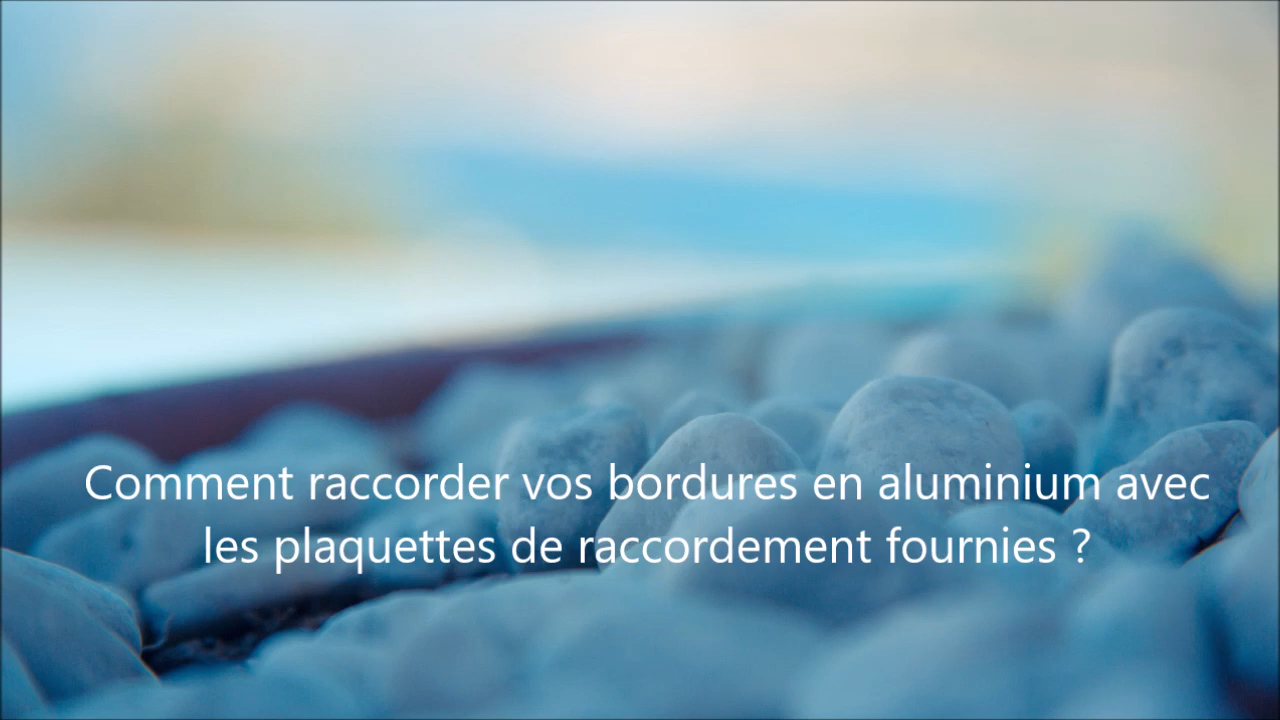 Comment raccorder vos bordures en aluminium avec
les plaquettes de raccordement fournies ?